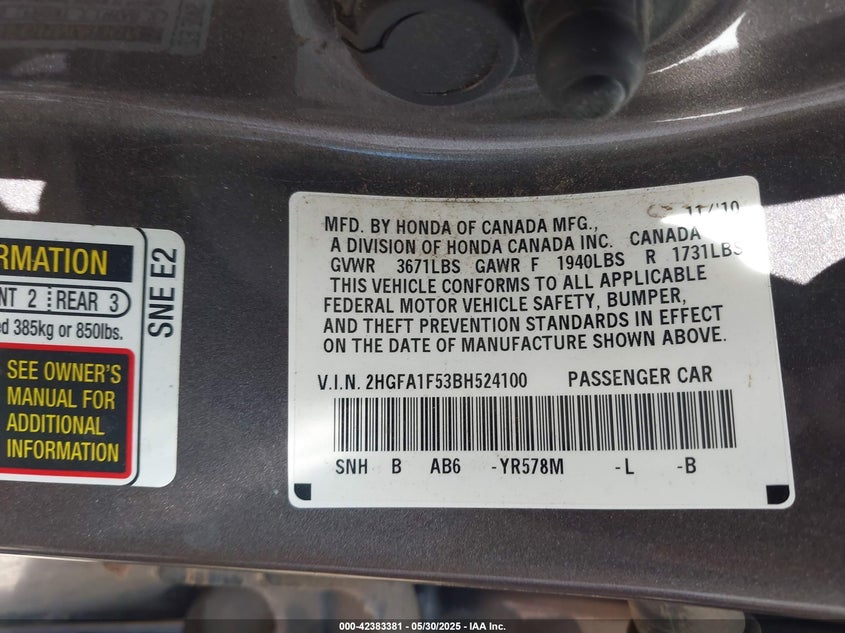 RMATION
NT 2 REAR 3
ed 385kg or 850lbs.
SEE OWNER'S
MANUAL FOR
ADDITIONAL
INFORMATION
SNE E2
11/'10
MFD. BY HONDA OF CANADA MFG.,
A DIVISION OF HONDA CANADA INC. CANADA
GVWR 3671LBS GAWR F 1940LBS R 1731LBS
THIS VEHICLE CONFORMS TO ALL APPLICABLE
FEDERAL MOTOR VEHICLE SAFETY, BUMPER,
AND THEFT PREVENTION STANDARDS IN EFFECT
ON THE DATE OF MANUFACTURE SHOWN ABOVE.
V.I.N. 2HGFA1F53BH524100 PASSENGER CAR
SNH B AB6 -YR578M -L -B
000-42383381 - 05/30/2025 - IAA Inc.